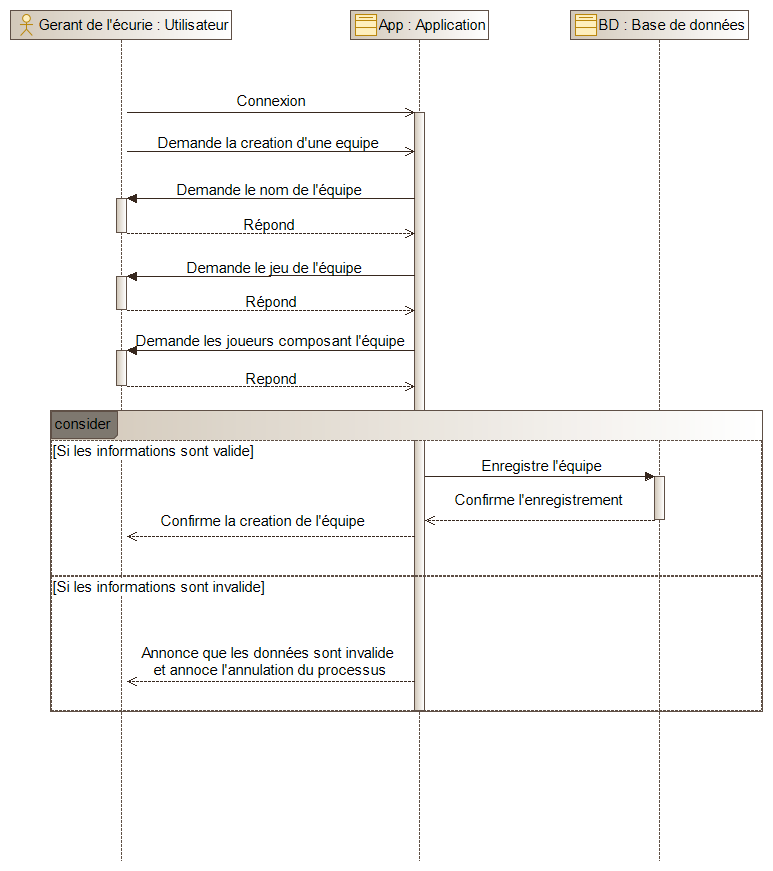 Gerant de l'écurie : Utilisateur
App : Application
BD : Base de données
Connexion
Demande la creation d'une equipe
Demande le nom de l'équipe
Répond
Demande le jeu de l'équipe
Répond
Demande les joueurs composant l'équipe
Repond
consider
[Si les informations sont valide]
Enregistre l'équipe
Confirme l'enregistrement
Confirme la creation de l'équipe
[Si les informations sont invalide]
Annonce que les données sont invalide
et annoce l'annulation du processus